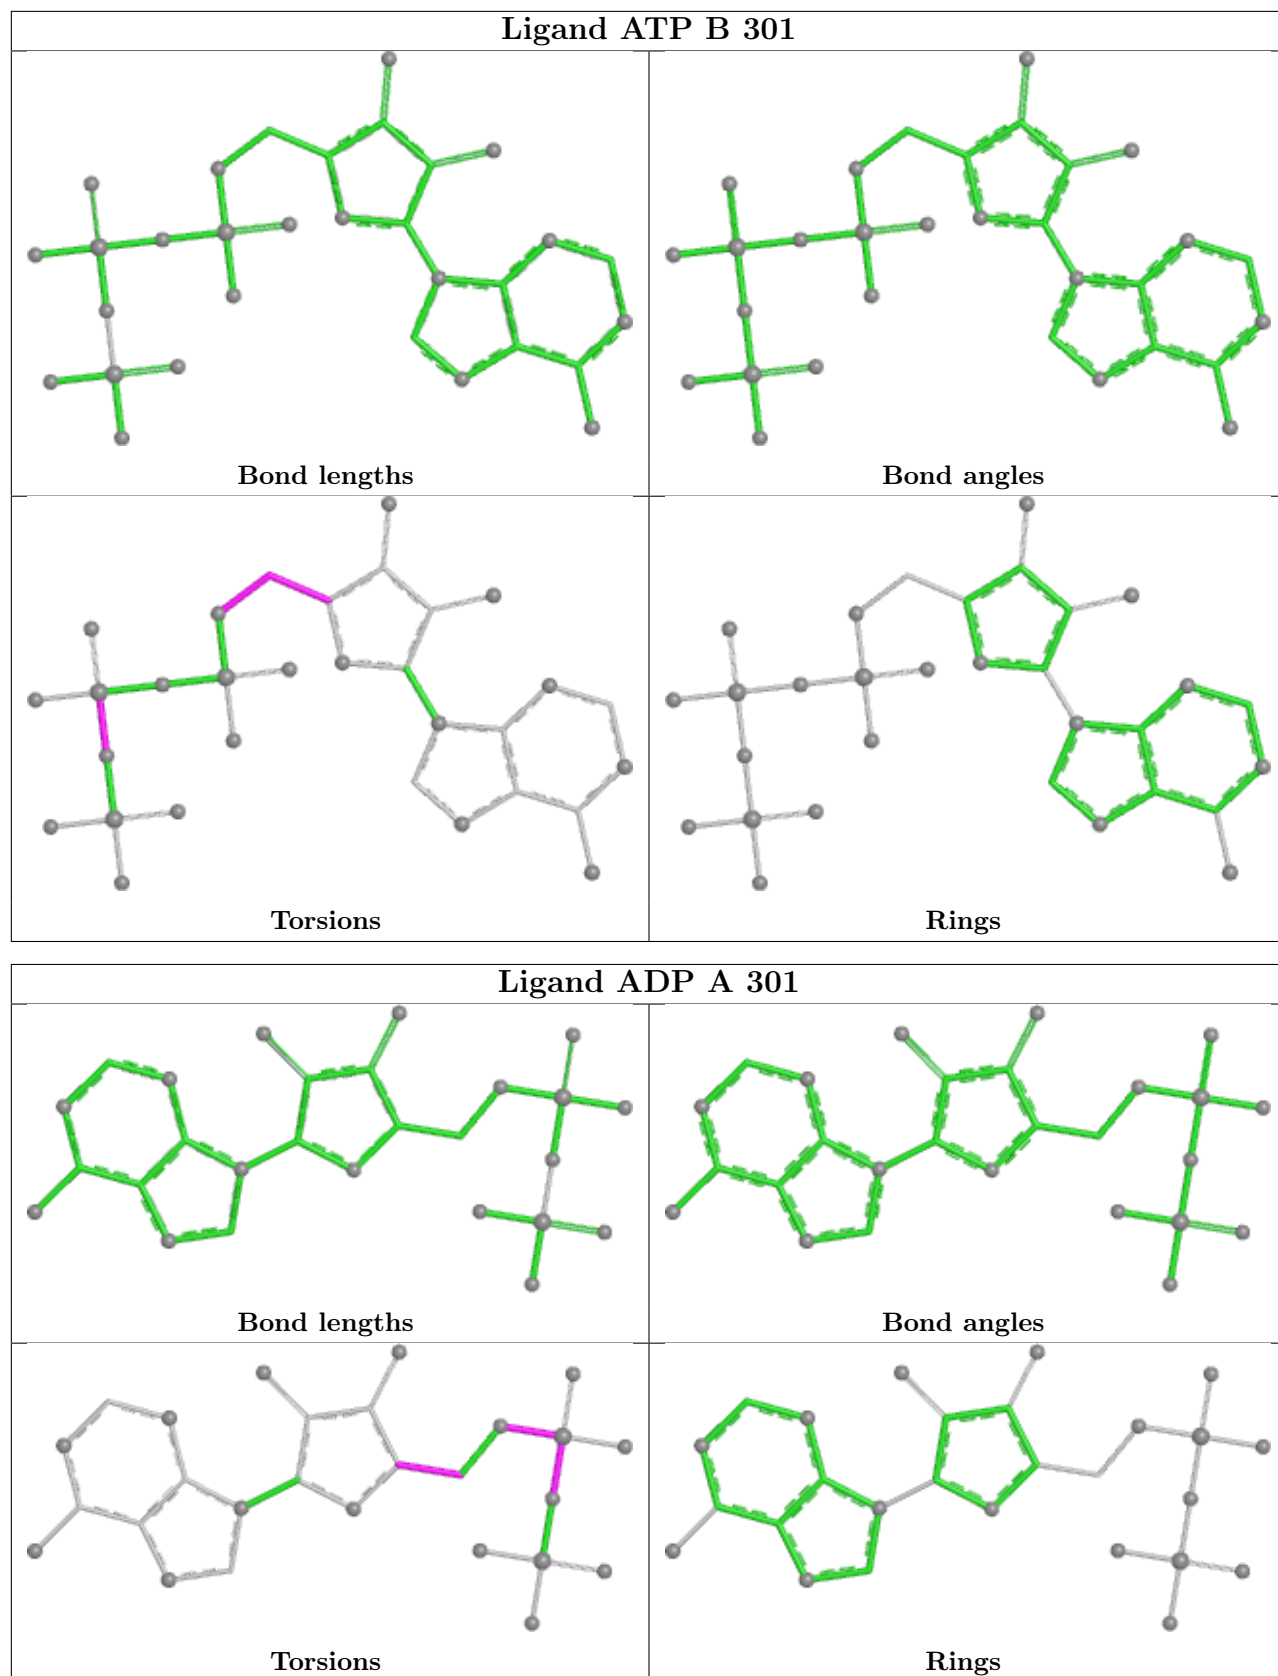 Ligand ATP B 301
Bond lengths
Bond angles
Torsions
Rings
Ligand ADP A 301
Bond lengths
Bond angles
Torsions
Rings